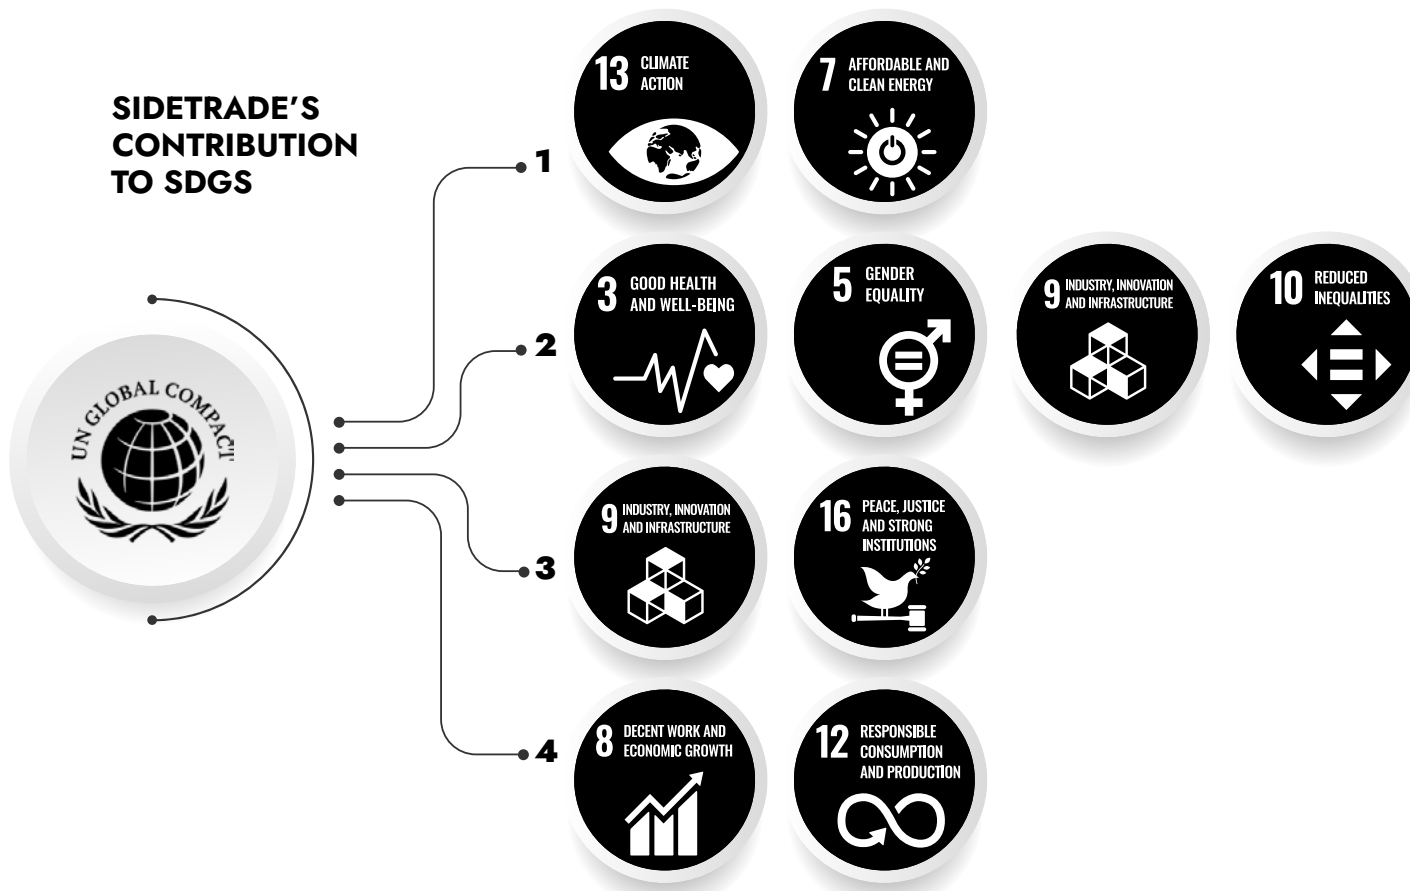 SIDETRADE'S
CONTRIBUTION
TO SDGS
UN GLOBAL COMPACT
1
13 CLIMATE
ACTION
7 AFFORDABLE AND
CLEAN ENERGY
2
3 GOOD HEALTH
AND WELL-BEING
5 GENDER
EQUALITY
9 INDUSTRY, INNOVATION
AND INFRASTRUCTURE
10 REDUCED
INEQUALITIES
3
9 INDUSTRY, INNOVATION
AND INFRASTRUCTURE
16 PEACE, JUSTICE
AND STRONG
INSTITUTIONS
4
8 DECENT WORK AND
ECONOMIC GROWTH
12 RESPONSIBLE
CONSUMPTION
AND PRODUCTION